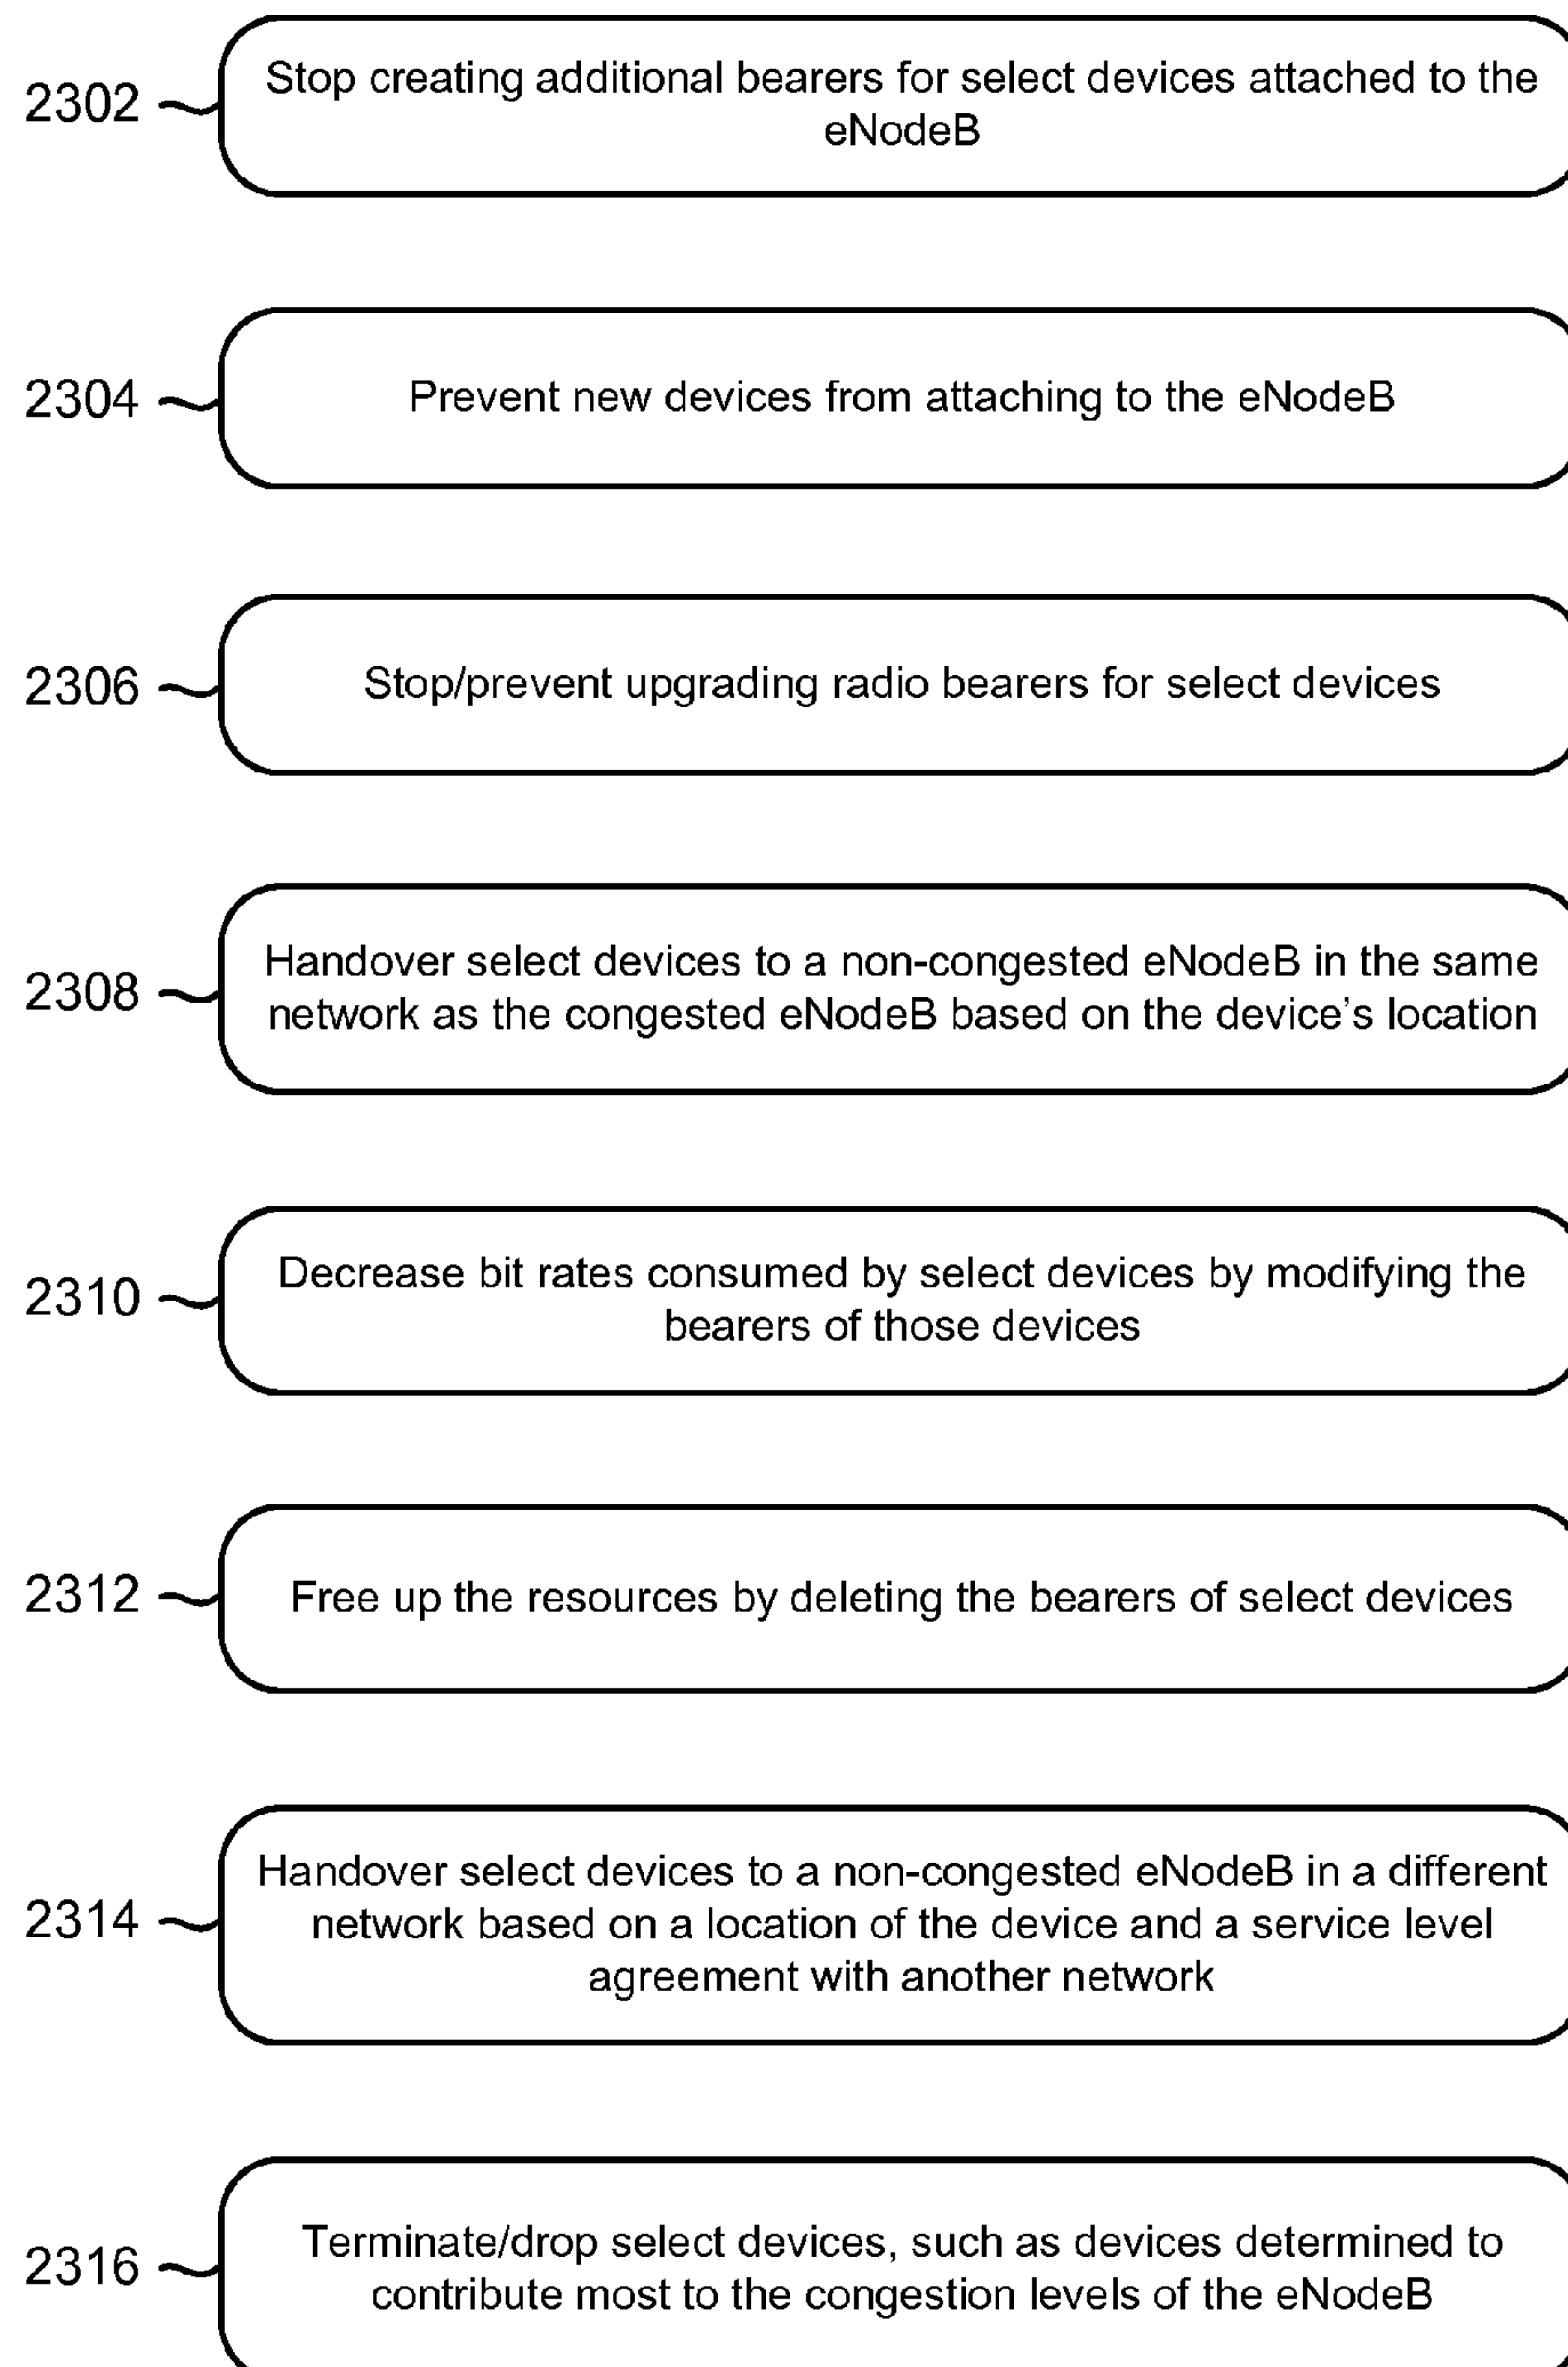 2302
Stop creating additional bearers for select devices attached to the
eNodeB
2304
Prevent new devices from attaching to the eNodeB
2306
Stop/prevent upgrading radio bearers for select devices
2308
Handover select devices to a non-congested eNodeB in the same
network as the congested eNodeB based on the device's location
2310
Decrease bit rates consumed by select devices by modifying the
bearers of those devices
2312
Free up the resources by deleting the bearers of select devices
2314
Handover select devices to a non-congested eNodeB in a different
network based on a location of the device and a service level
agreement with another network
2316
Terminate/drop select devices, such as devices determined to
contribute most to the congestion levels of the eNodeB